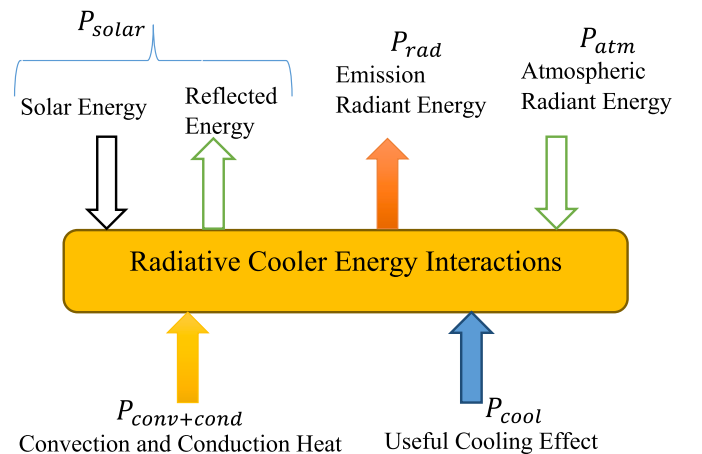 P_solar
Solar Energy
Reflected
Energy
P_rad
Emission
Radiant Energy
P_atm
Atmospheric
Radiant Energy
Radiative Cooler Energy Interactions
P_conv+cond
Convection and Conduction Heat
P_cool
Useful Cooling Effect